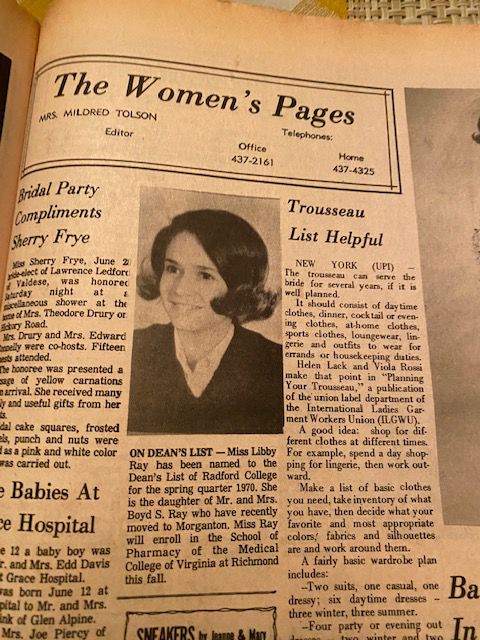 The Women's Pages
MRS. MILDRED TOLSON
Editor
Telephones:
Office
437-2161
Home
437-4325
Bridal Party
Compliments
Sherry Frye
Miss Sherry Frye, June
bride-elect of Lawrence Ledford
of Valdese, was honored
Saturday night at a
miscellaneous shower at the
home of Mrs. Theodore Drury or
Hickory Road.
Mrs. Drury and Mrs. Edward
were co-hosts. Fifteen
guests attended.
The honoree was presented a
corsage of yellow carnations
on arrival. She received many
and useful gifts from her
cake squares, frosted
punch and nuts were
as a pink and white color
was carried out.
Babies At
Grace Hospital
12 a baby boy was
and Mrs. Edd Davis
Grace Hospital.
was born June 12 at
hospital to Mr. and Mrs.
of Glen Alpine.
Mrs. Joe Piercy of
ON DEAN'S LIST — Miss Libby
Ray has been named to the
Dean's List of Radford College
for the spring quarter 1970. She
is the daughter of Mr. and Mrs.
Boyd S. Ray who have recently
moved to Morganton. Miss Ray
will enroll in the School of
Pharmacy of the Medical
College of Virginia at Richmond
this fall.
SNEAKERS by Jeanne & Mary
Trousseau
List Helpful
NEW YORK (UPI) —
The trousseau can serve the
bride for several years, if it is
well planned.
It should consist of daytime
clothes, dinner, cocktail or even-
ing clothes, at-home clothes,
sports clothes, loungewear, lin-
gerie and outfits to wear for
errands or housekeeping duties.
Helen Lack and Viola Rossi
make that point in "Planning
Your Trousseau," a publication
of the union label department of
the International Ladies Gar-
ment Workers Union (ILGWU).
A good idea: shop for dif-
ferent clothes at different times.
For example, spend a day shop-
ping for lingerie, then work out-
ward.
Make a list of basic clothes
you need, take inventory of what
you have, then decide what your
favorite and most appropriate
colors, fabrics and silhouettes
are and work around them.
A fairly basic wardrobe plan
includes:
--Two suits, one casual, one
dressy; six daytime dresses --
three winter, three summer.
--Four party or evening out
two winter and two
Ba
In